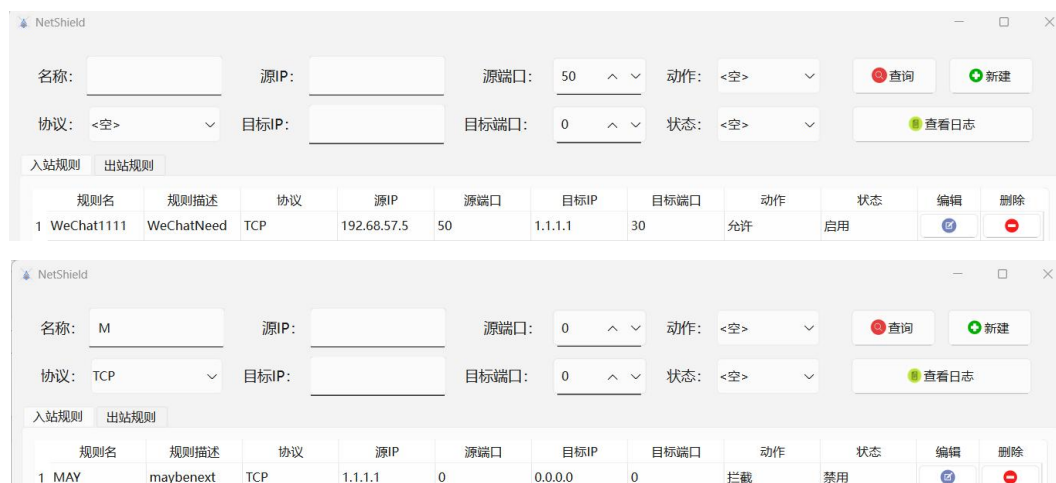 NetShield
名称： 源IP： 源端口： 50 动作： <空> 查询 新建
协议： <空> 目标IP： 目标端口： 0 状态： <空> 查看日志
入站规则 出站规则
规则名 规则描述 协议 源IP 源端口 目标IP 目标端口 动作 状态 编辑 删除
1 WeChat1111 WeChatNeed TCP 192.68.57.5 50 1.1.1.1 30 允许 启用
NetShield
名称： M 源IP： 源端口： 0 动作： <空> 查询 新建
协议： TCP 目标IP： 目标端口： 0 状态： <空> 查看日志
入站规则 出站规则
规则名 规则描述 协议 源IP 源端口 目标IP 目标端口 动作 状态 编辑 删除
1 MAY maybenext TCP 1.1.1.1 0 0.0.0.0 0 拦截 禁用